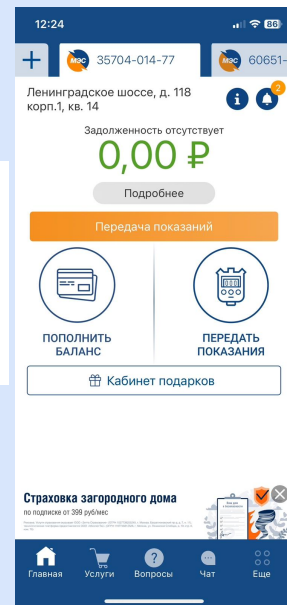 12:24
86
МЭС 35704-014-77
МЭС 60651-
Ленинградское шоссе, д. 118
корп.1, кв. 14
2
Задолженность отсутствует
0,00 ₽
Подробнее
Передача показаний
ПОПОЛНИТЬ
БАЛАНС
ПЕРЕДАТЬ
ПОКАЗАНИЯ
Кабинет подарков
Страховка загородного дома
по подписке от 399 руб/мес
Главная
Услуги
Вопросы
Чат
Еще